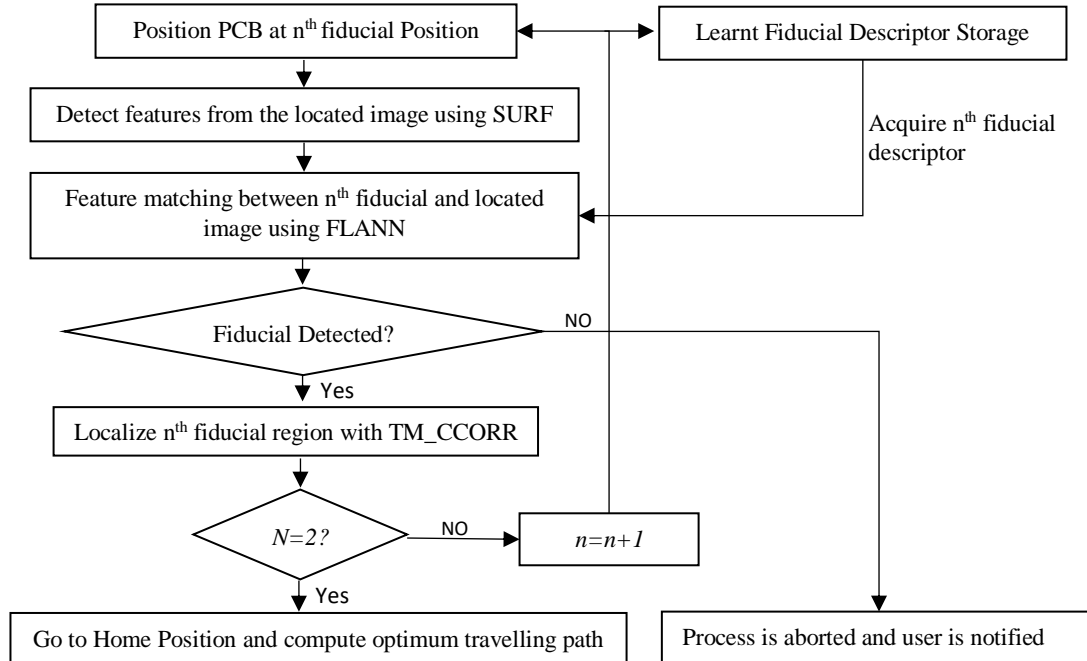 Position PCB at nth fiducial Position
Learnt Fiducial Descriptor Storage
Detect features from the located image using SURF
Acquire nth fiducial
descriptor
Feature matching between nth fiducial and located
image using FLANN
Fiducial Detected?
NO
Yes
Localize nth fiducial region with TM_CCORR
N=2?
NO
n=n+1
Yes
Go to Home Position and compute optimum travelling path
Process is aborted and user is notified